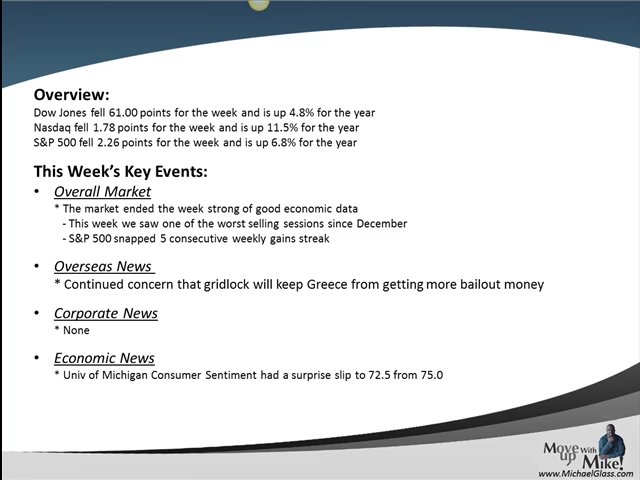 Overview:
Dow Jones fell 61.00 points for the week and is up 4.8% for the year
Nasdaq fell 1.78 points for the week and is up 11.5% for the year
S&P 500 fell 2.26 points for the week and is up 6.8% for the year
This Week's Key Events:
• Overall Market
* The market ended the week strong of good economic data
- This week we saw one of the worst selling sessions since December
- S&P 500 snapped 5 consecutive weekly gains streak
• Overseas News
* Continued concern that gridlock will keep Greece from getting more bailout money
• Corporate News
* None
• Economic News
* Univ of Michigan Consumer Sentiment had a surprise slip to 72.5 from 75.0
Move up With Mike!
www.MichaelGlass.com